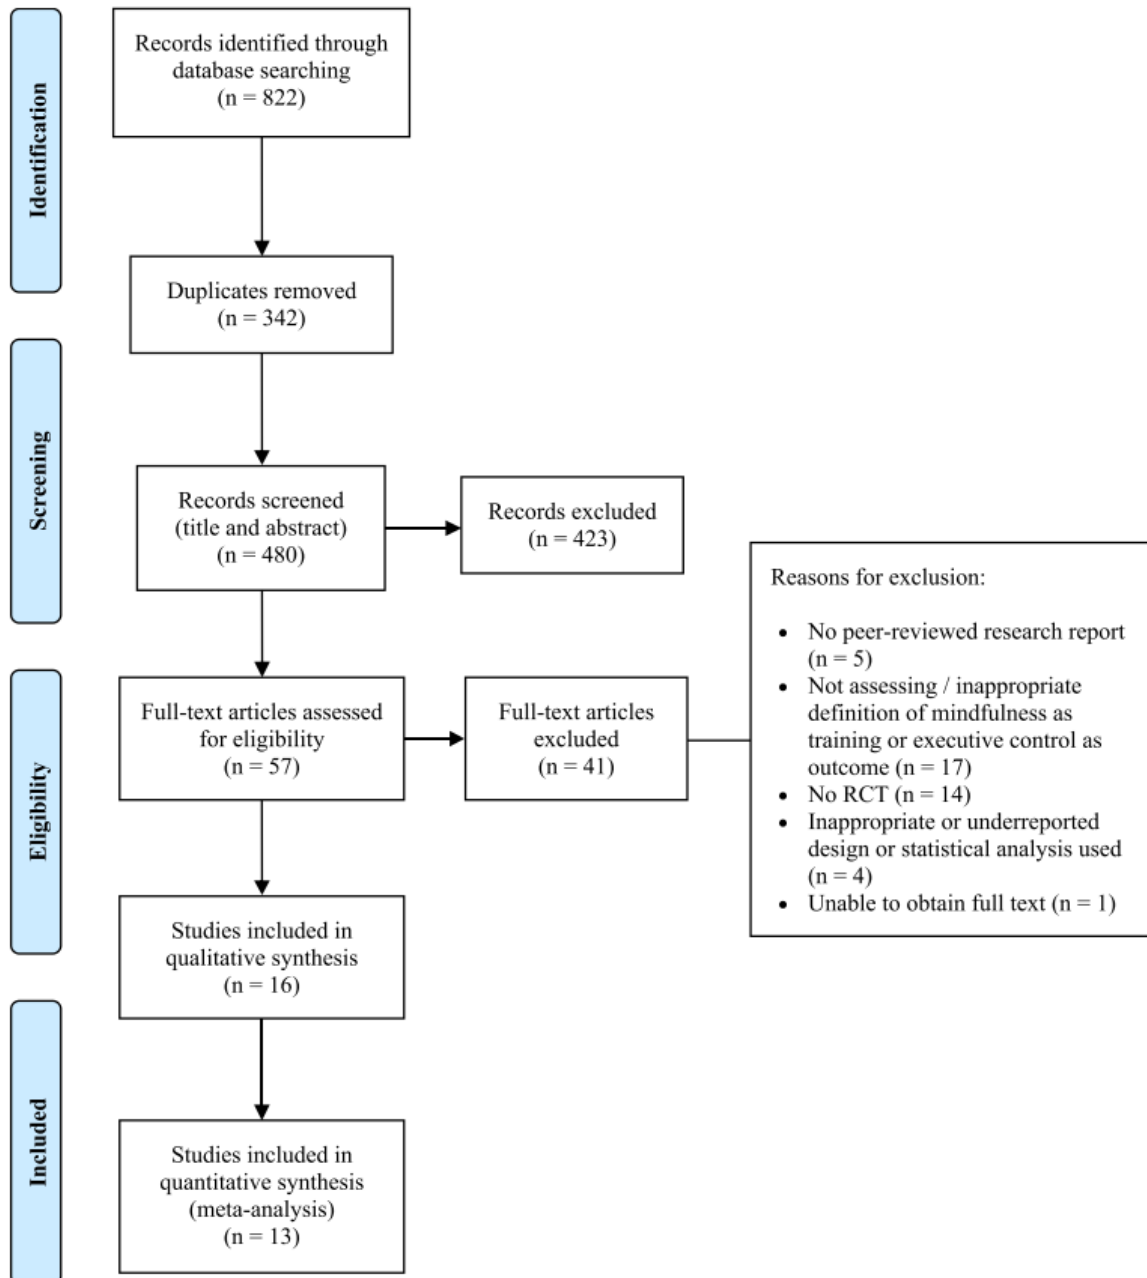 Identification
Records identified through
database searching
(n = 822)
Duplicates removed
(n = 342)
Screening
Records screened
(title and abstract)
(n = 480)
Records excluded
(n = 423)
Eligibility
Full-text articles assessed
for eligibility
(n = 57)
Full-text articles
excluded
(n = 41)
Reasons for exclusion:
• No peer-reviewed research report
(n = 5)
• Not assessing / inappropriate
definition of mindfulness as
training or executive control as
outcome (n = 17)
• No RCT (n = 14)
• Inappropriate or underreported
design or statistical analysis used
(n = 4)
• Unable to obtain full text (n = 1)
Studies included in
qualitative synthesis
(n = 16)
Included
Studies included in
quantitative synthesis
(meta-analysis)
(n = 13)